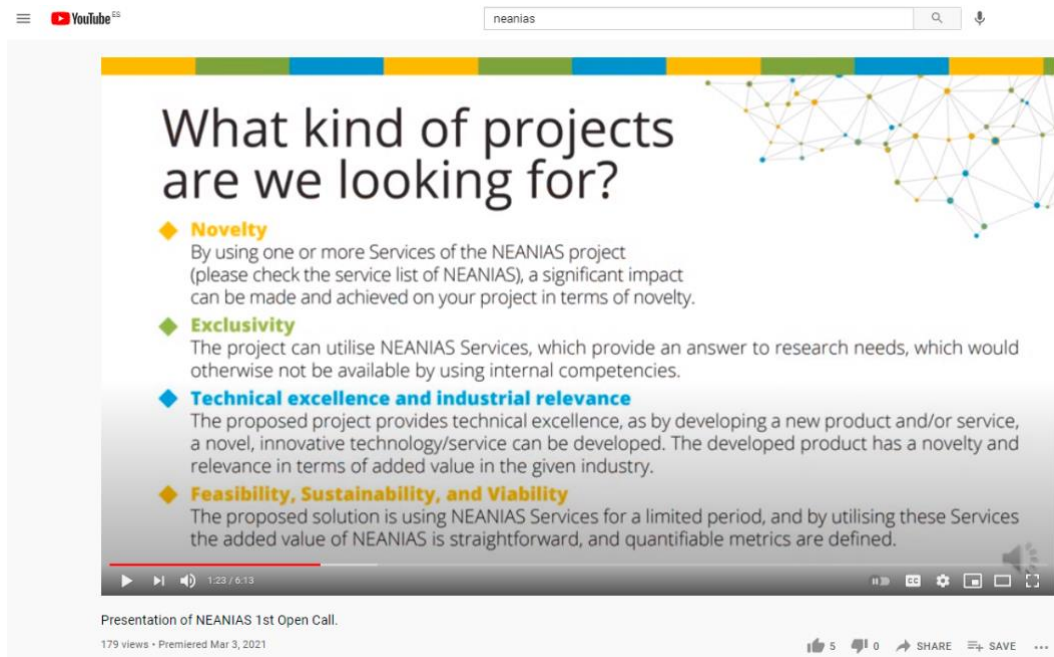 YouTube ES
neanias
What kind of projects
are we looking for?
Novelty
By using one or more Services of the NEANIAS project
(please check the service list of NEANIAS), a significant impact
can be made and achieved on your project in terms of novelty.
Exclusivity
The project can utilise NEANIAS Services, which provide an answer to research needs, which would
otherwise not be available by using internal competencies.
Technical excellence and industrial relevance
The proposed project provides technical excellence, as by developing a new product and/or service,
a novel, innovative technology/service can be developed. The developed product has a novelty and
relevance in terms of added value in the given industry.
Feasibility, Sustainability, and Viability
The proposed solution is using NEANIAS Services for a limited period, and by utilising these Services
the added value of NEANIAS is straightforward, and quantifiable metrics are defined.
1:23 / 6:13
CC
Presentation of NEANIAS 1st Open Call.
179 views • Premiered Mar 3, 2021
5 0 SHARE SAVE ...